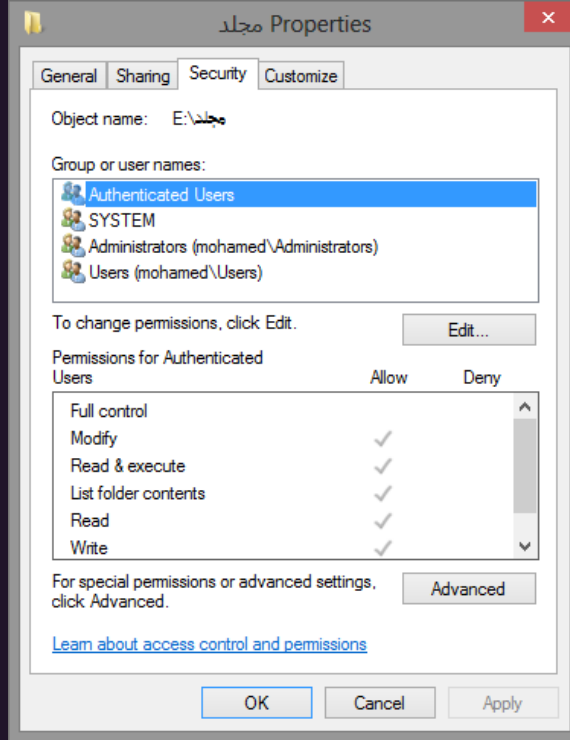 مجلد Properties
General Sharing Security Customize
Object name: E:\مجلد
Group or user names:
Authenticated Users
SYSTEM
Administrators (mohamed\Administrators)
Users (mohamed\Users)
To change permissions, click Edit.
Edit...
Permissions for Authenticated
Users Allow Deny
Full control
Modify
Read & execute
List folder contents
Read
Write
For special permissions or advanced settings,
click Advanced.
Advanced
Learn about access control and permissions
OK Cancel Apply